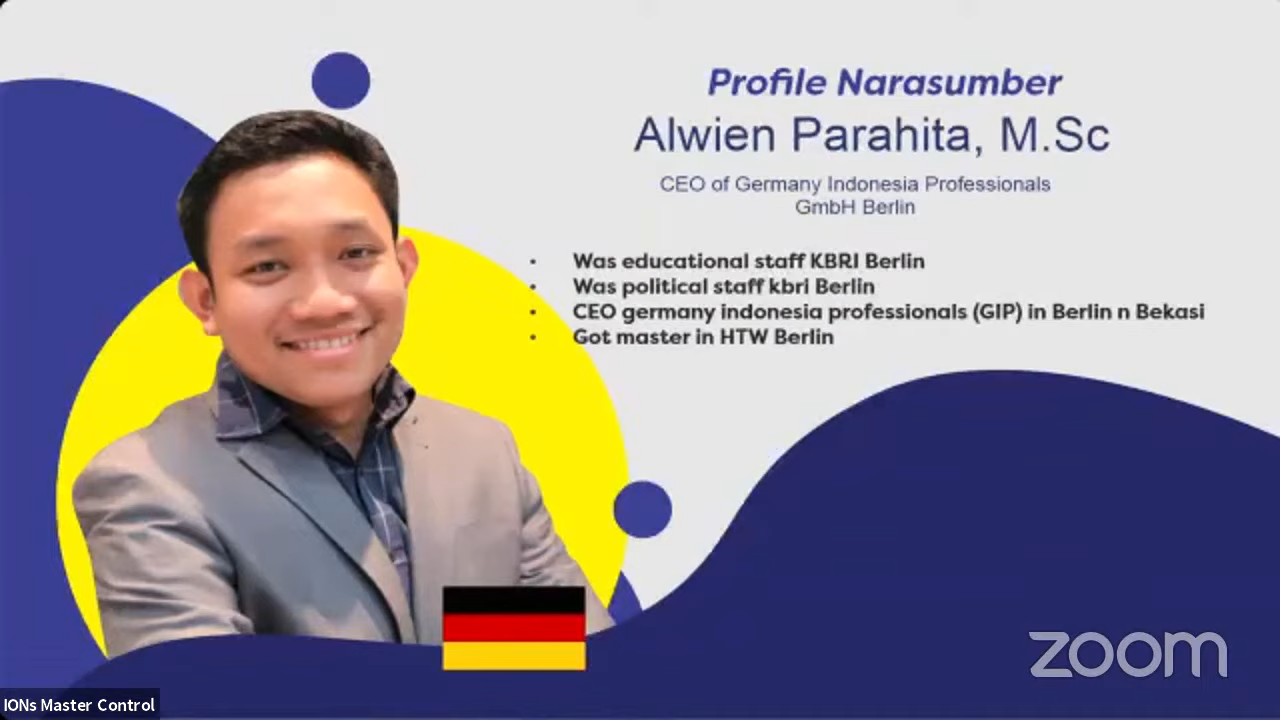 Profile Narasumber
Alwien Parahita, M.Sc
CEO of Germany Indonesia Professionals
GmbH Berlin
• Was educational staff KBRI Berlin
• Was political staff kbrI Berlin
• CEO germany indonesia professionals (GIP) in Berlin n Bekasi
• Got master in HTW Berlin
zoom
IONs Master Control